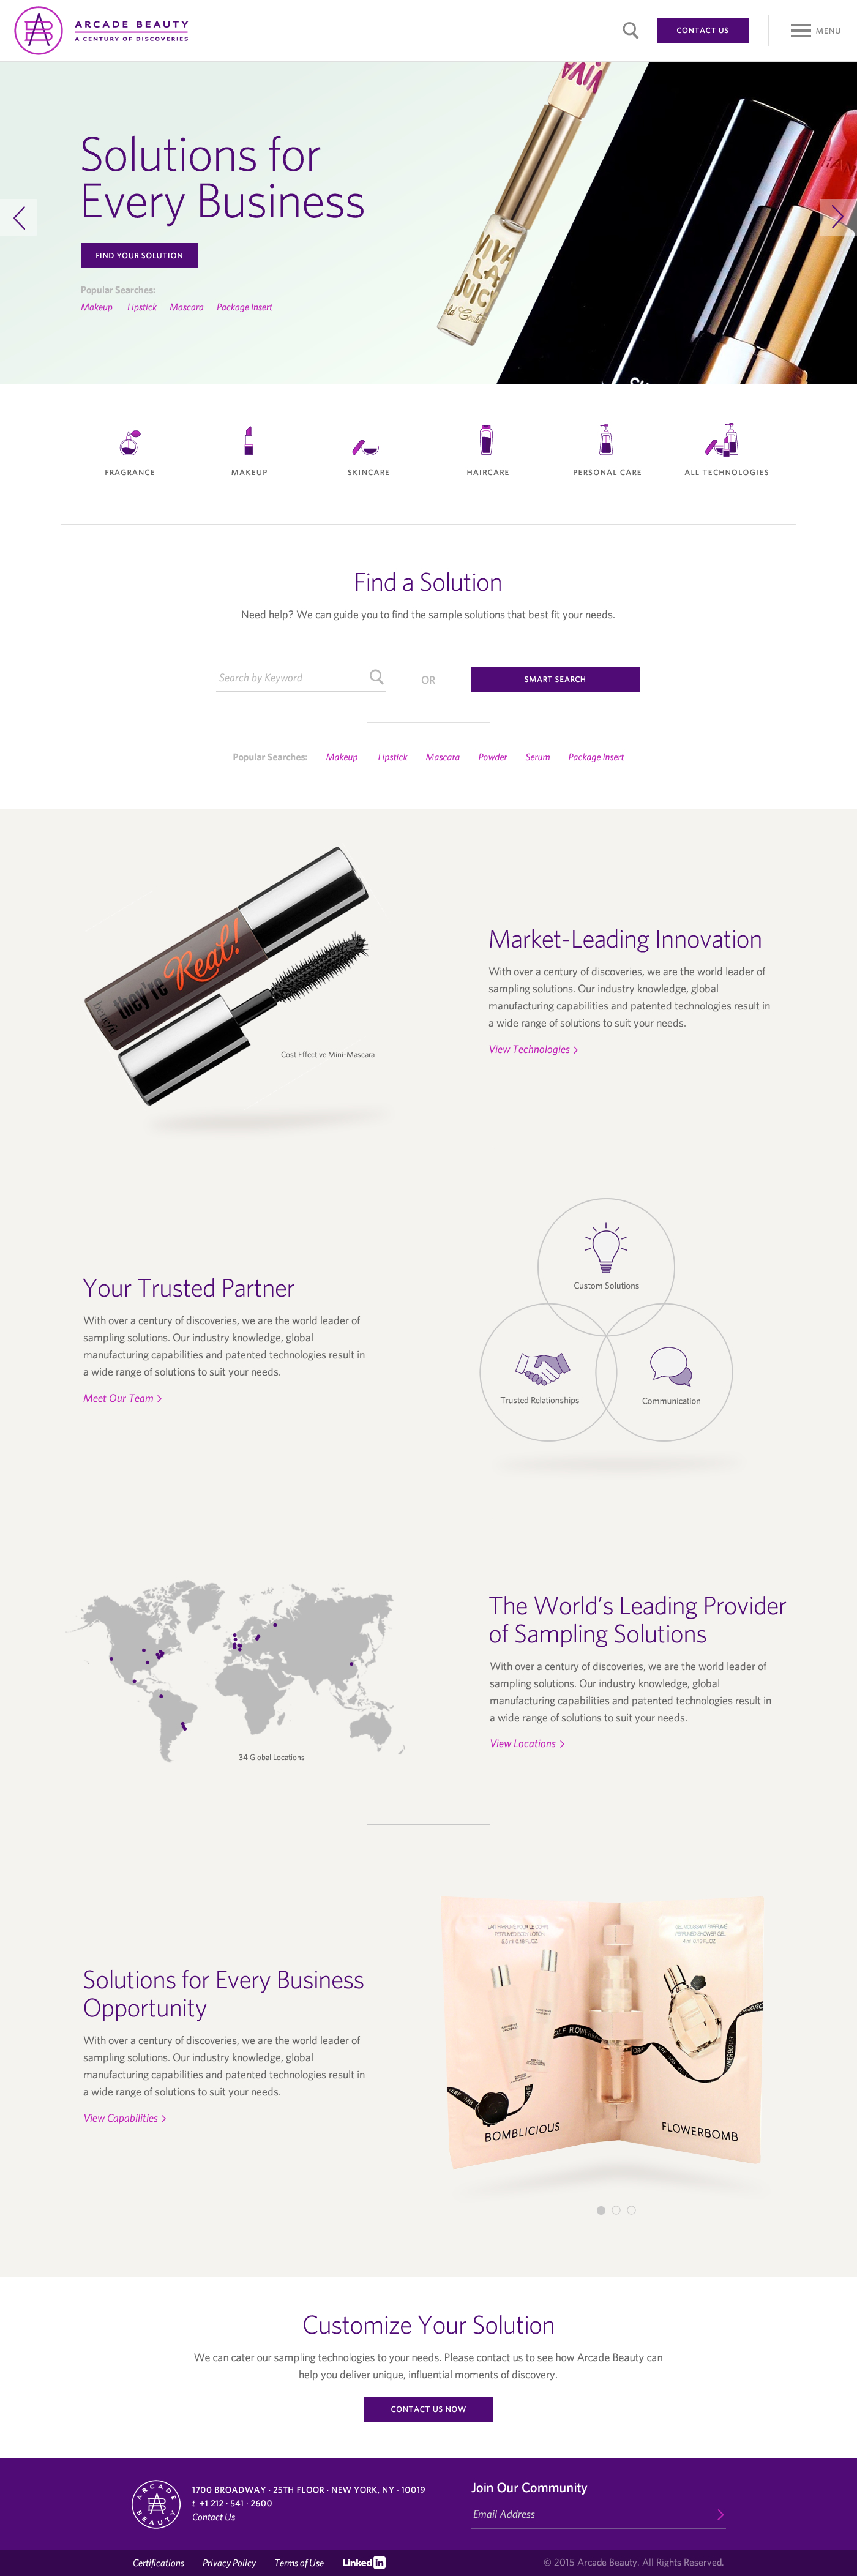 ARCADE BEAUTY
A CENTURY OF DISCOVERIES
CONTACT US
MENU
Solutions for
Every Business
FIND YOUR SOLUTION
Popular Searches:
Makeup Lipstick Mascara Package Insert
VIVA
VIVA
LA
JUICY
FRAGRANCE
MAKEUP
SKINCARE
HAIRCARE
PERSONAL CARE
ALL TECHNOLOGIES
Find a Solution
Need help? We can guide you to find the sample solutions that best fit your needs.
Search by Keyword
OR
SMART SEARCH
Popular Searches: Makeup Lipstick Mascara Powder Serum Package Insert
benefit
they're Real!
Cost Effective Mini-Mascara
Market-Leading Innovation
With over a century of discoveries, we are the world leader of
sampling solutions. Our industry knowledge, global
manufacturing capabilities and patented technologies result in
a wide range of solutions to suit your needs.
View Technologies
Your Trusted Partner
With over a century of discoveries, we are the world leader of
sampling solutions. Our industry knowledge, global
manufacturing capabilities and patented technologies result in
a wide range of solutions to suit your needs.
Meet Our Team
Custom Solutions
Trusted Relationships
Communication
34 Global Locations
The World's Leading Provider
of Sampling Solutions
With over a century of discoveries, we are the world leader of
sampling solutions. Our industry knowledge, global
manufacturing capabilities and patented technologies result in
a wide range of solutions to suit your needs.
View Locations
Solutions for Every Business
Opportunity
With over a century of discoveries, we are the world leader of
sampling solutions. Our industry knowledge, global
manufacturing capabilities and patented technologies result in
a wide range of solutions to suit your needs.
View Capabilities
BOMBLICIOUS
FLOWERBOMB
Customize Your Solution
We can cater our sampling technologies to your needs. Please contact us to see how Arcade Beauty can
help you deliver unique, influential moments of discovery.
CONTACT US NOW
ARCADE
BEAUTY
1700 BROADWAY · 25TH FLOOR · NEW YORK, NY · 10019
t +1 212 · 541 · 2600
Contact Us
Join Our Community
Email Address
Certifications Privacy Policy Terms of Use LinkedIn
© 2015 Arcade Beauty. All Rights Reserved.